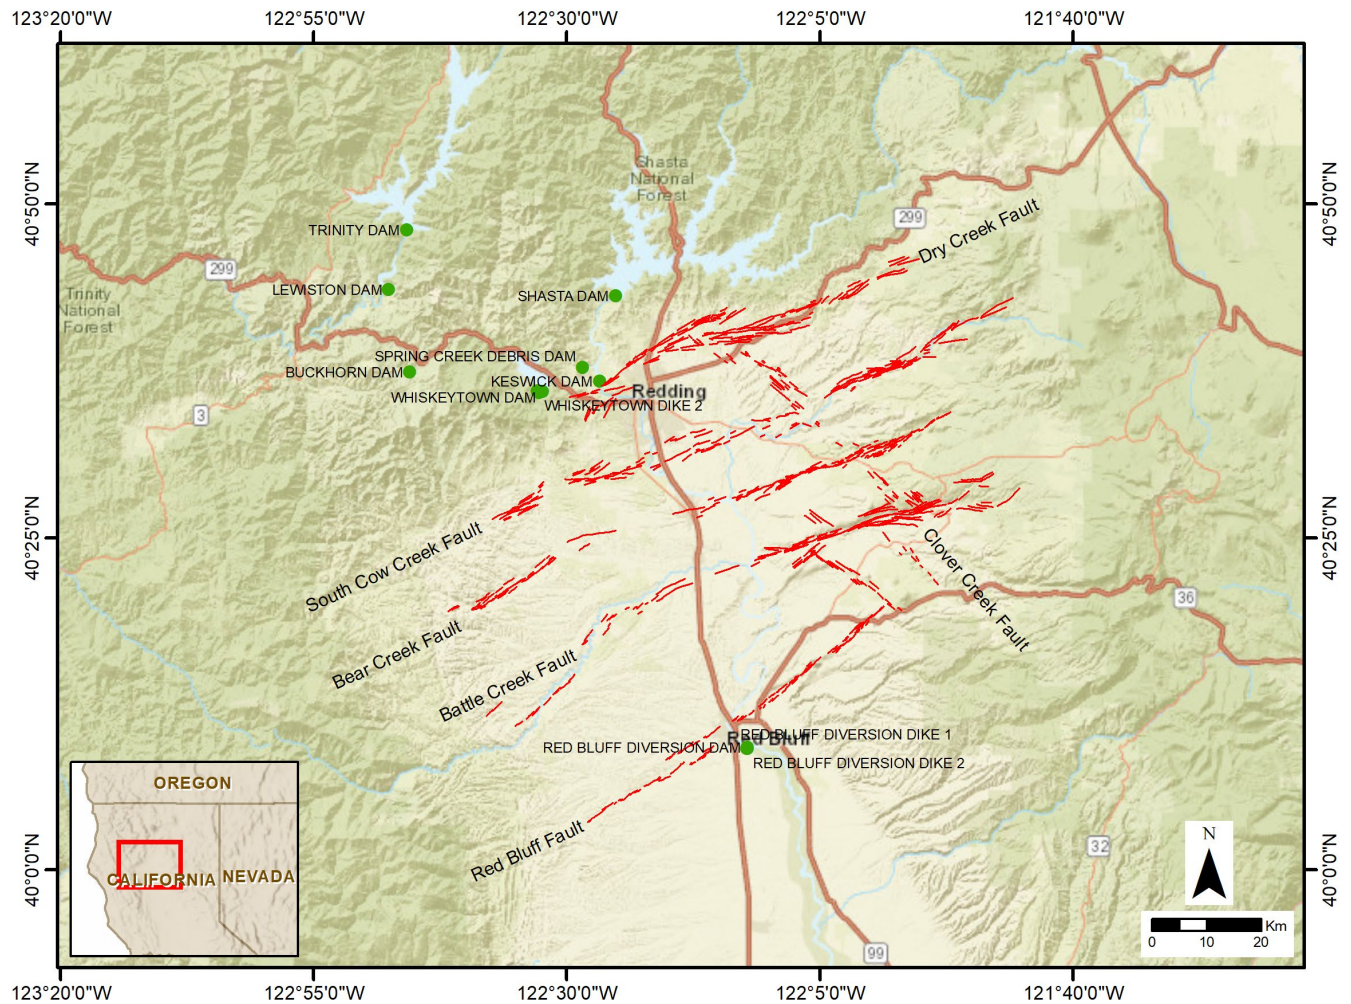 123°20'0"W 122°55'0"W 122°30'0"W 122°5'0"W 121°40'0"W
40°50'0"N
40°50'0"N
Shasta
National
Forest
299
Dry Creek Fault
TRINITY DAM
299
LEWISTON DAM
SHASTA DAM
Trinity
National
Forest
SPRING CREEK DEBRIS DAM
BUCKHORN DAM
KESWICK DAM
Redding
WHISKEYTOWN DAM
WHISKEYTOWN DIKE 2
3
40°25'0"N
40°25'0"N
South Cow Creek Fault
Clover Creek Fault
36
Bear Creek Fault
Battle Creek Fault
RED BLUFF DIVERSION DIKE 1
Red Bluff
RED BLUFF DIVERSION DAM
RED BLUFF DIVERSION DIKE 2
Red Bluff Fault
OREGON
CALIFORNIA
NEVADA
32
40°0'0"N
40°0'0"N
N
Km
0 10 20
99
123°20'0"W 122°55'0"W 122°30'0"W 122°5'0"W 121°40'0"W